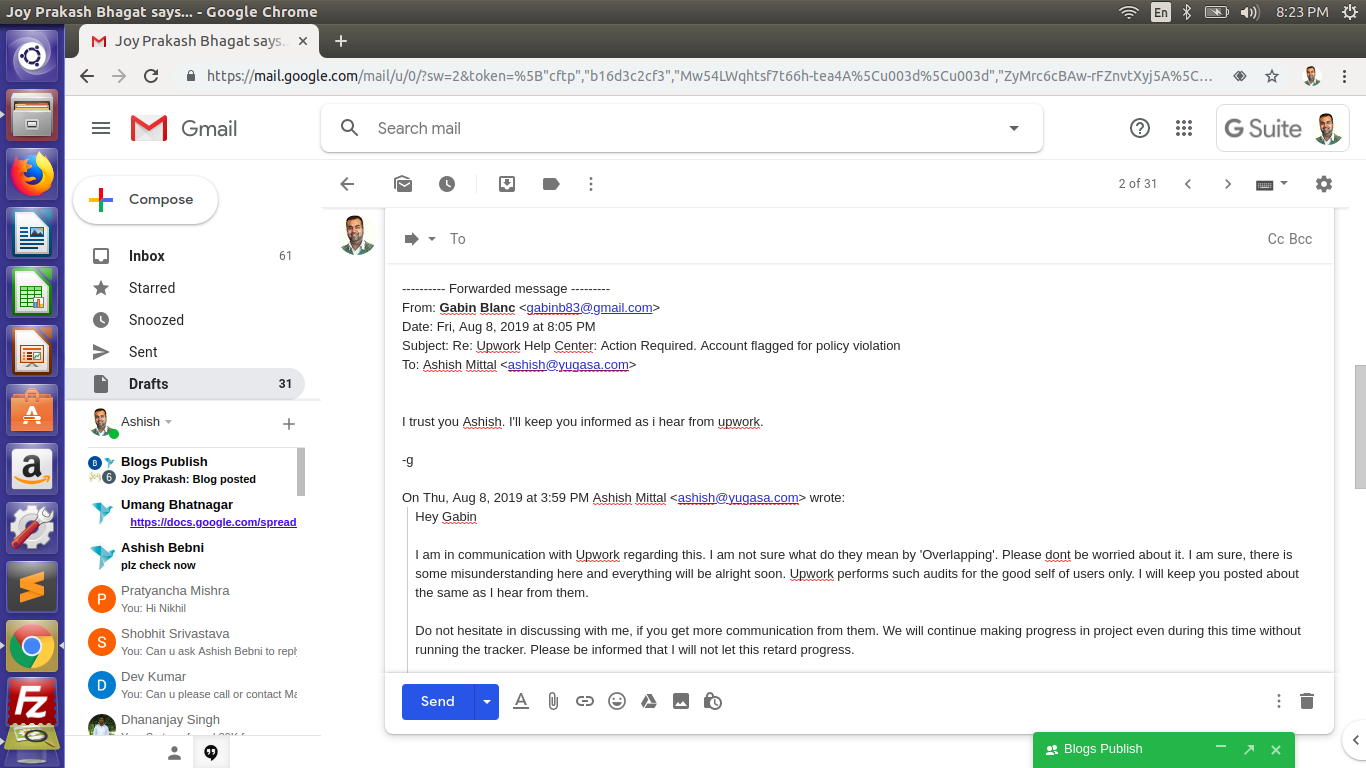 Joy Prakash Bhagat says... - Google Chrome
En
8:23 PM
Joy Prakash Bhagat says...
https://mail.google.com/mail/u/0/?sw=2&token=%5B"cftp","b16d3c2cf3","Mw54LWqhtsf7t66h-tea4A%5Cu003d%5Cu003d","ZyMrc6cBAw-rFZnvtXyj5A%5C...
Gmail
Search mail
G Suite
Compose
2 of 31
Inbox 61
Starred
Snoozed
Sent
Drafts 31
Ashish
Blogs Publish
Joy Prakash: Blog posted
B
6
Umang Bhatnagar
https://docs.google.com/spread
Ashish Bebni
plz check now
P
Pratyancha Mishra
You: Hi Nikhil
S
Shobhit Srivastava
You: Can u ask Ashish Bebni to reply
D
Dev Kumar
You: Can u please call or contact Ma
Dhananjay Singh
To
Cc Bcc
---------- Forwarded message ---------
From: Gabin Blanc <gabinb83@gmail.com>
Date: Fri, Aug 8, 2019 at 8:05 PM
Subject: Re: Upwork Help Center: Action Required. Account flagged for policy violation
To: Ashish Mittal <ashish@yugasa.com>
I trust you Ashish. I'll keep you informed as i hear from upwork.
-g
On Thu, Aug 8, 2019 at 3:59 PM Ashish Mittal <ashish@yugasa.com> wrote:
Hey Gabin
I am in communication with Upwork regarding this. I am not sure what do they mean by 'Overlapping'. Please dont be worried about it. I am sure, there is
some misunderstanding here and everything will be alright soon. Upwork performs such audits for the good self of users only. I will keep you posted about
the same as I hear from them.
Do not hesitate in discussing with me, if you get more communication from them. We will continue making progress in project even during this time without
running the tracker. Please be informed that I will not let this retard progress.
Send
Blogs Publish
Fz